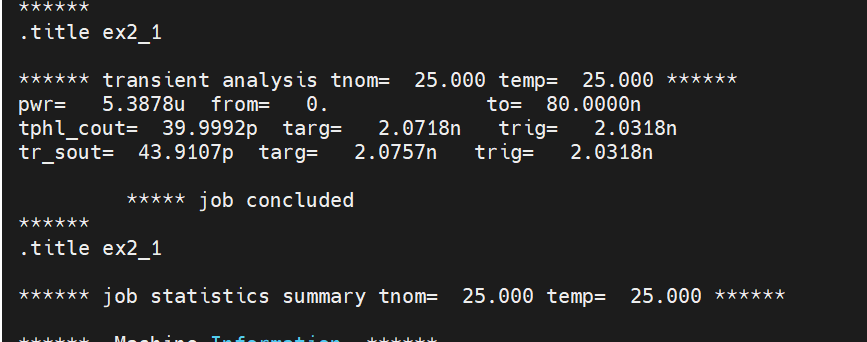 ******
.title ex2_1
****** transient analysis tnom=  25.000 temp=  25.000 ******
pwr=   5.3878u  from=   0.             to=  80.0000n
tphl_cout=  39.9992p  targ=   2.0718n   trig=   2.0318n
tr_sout=  43.9107p  targ=   2.0757n   trig=   2.0318n
***** job concluded
******
.title ex2_1
****** job statistics summary tnom=  25.000 temp=  25.000 ******
****** Machine Information ******